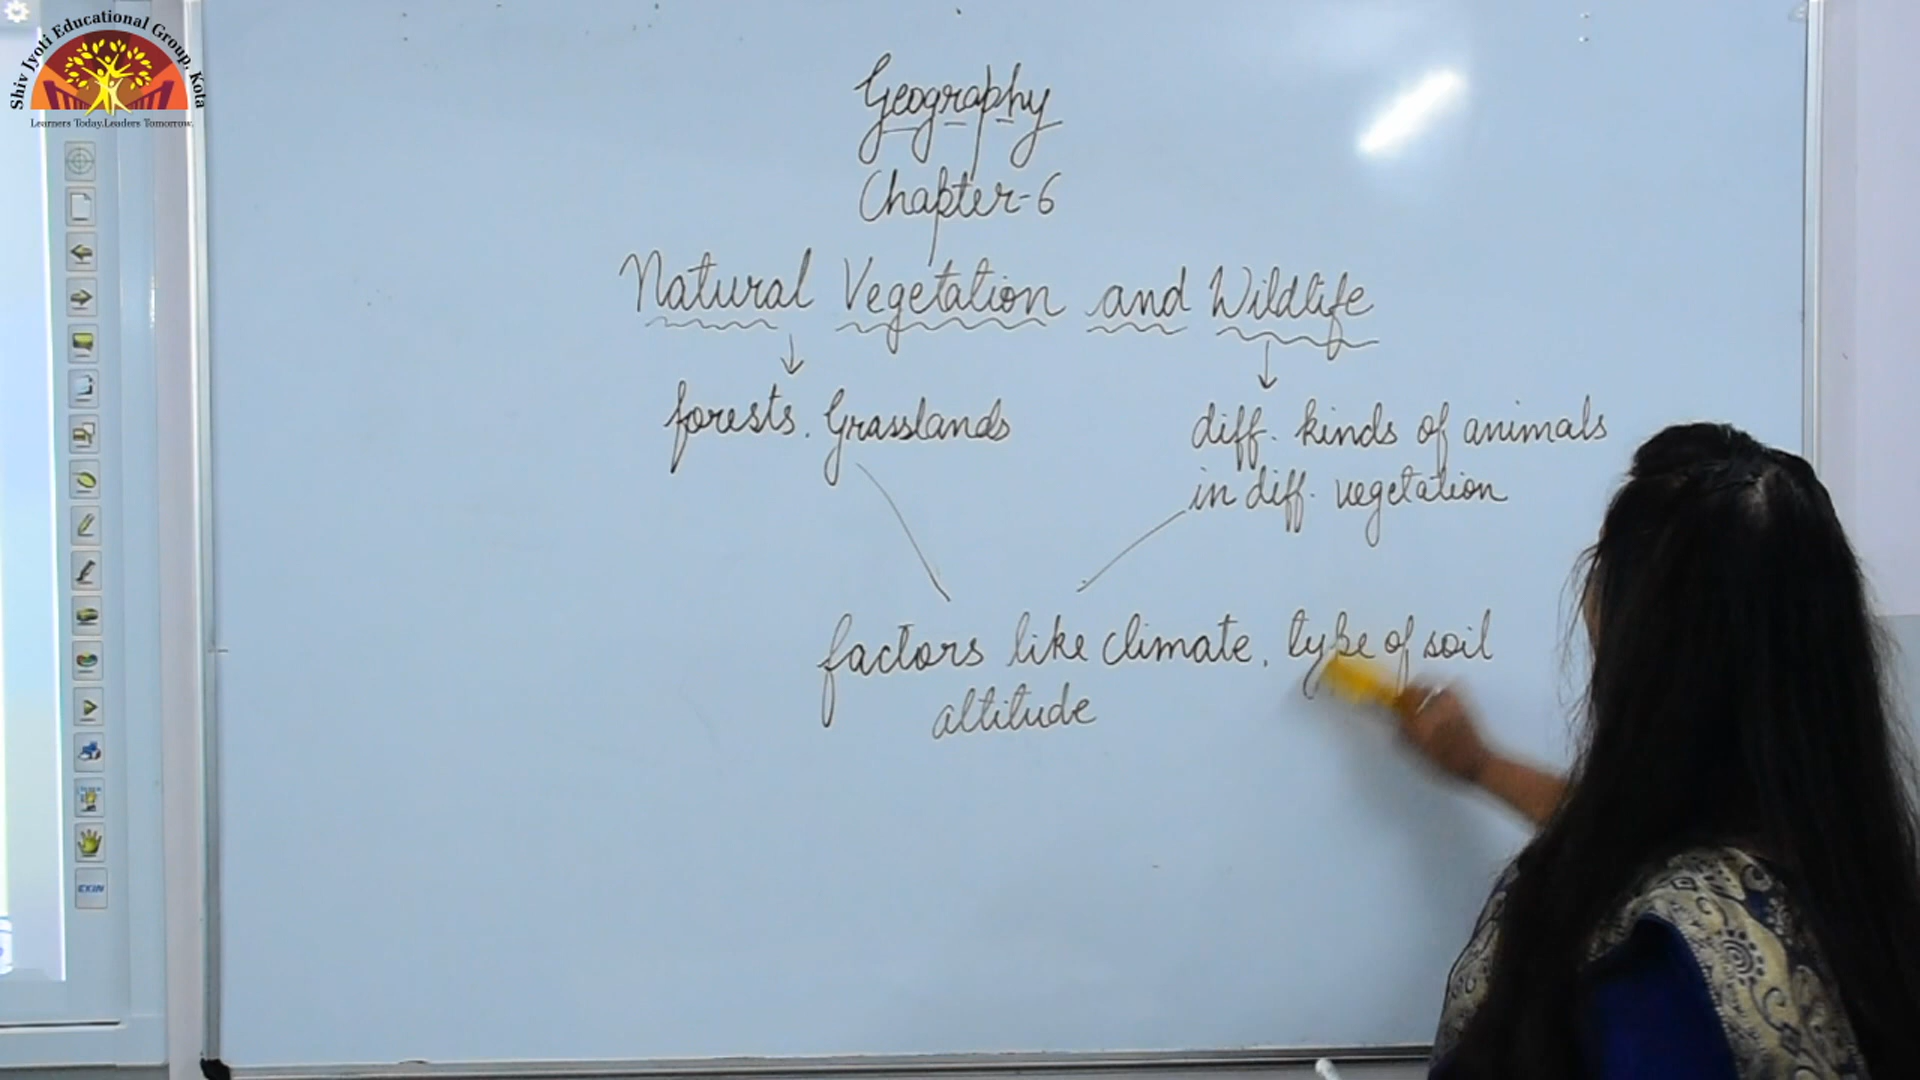 Shiv Jyoti Educational Group, Kota
Learners Today.Leaders Tomorrow.
Geography
Chapter-6
Natural Vegetation and Wildlife
forests. Grasslands
diff. kinds of animals
in diff. vegetation
factors like climate, type of soil
altitude
EXIN